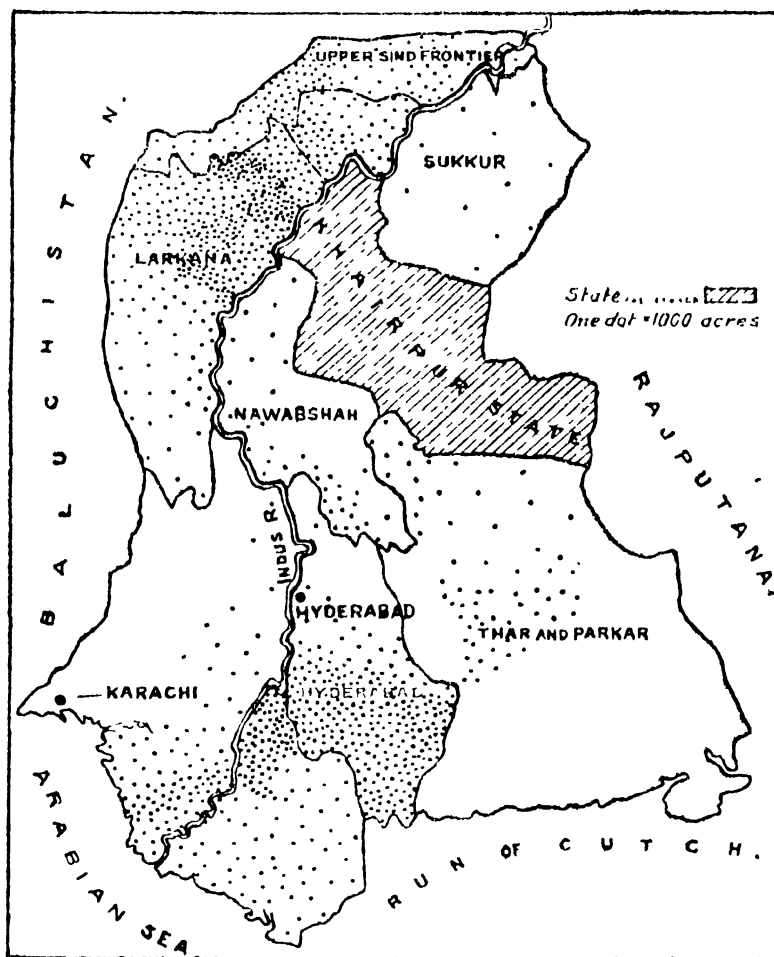 UPPER SIND FRONTIER
BALUCHISTAN.
SUKKUR
LARKANA
KHAIRPUR STATE
State
One dot = 1000 acres
RAJPUTANA
NAWABSHAH
INDUS R.
HYDERABAD
THAR AND PARKAR
HYDERABAD
KARACHI
ARABIAN SEA
RUN OF CUTCH.